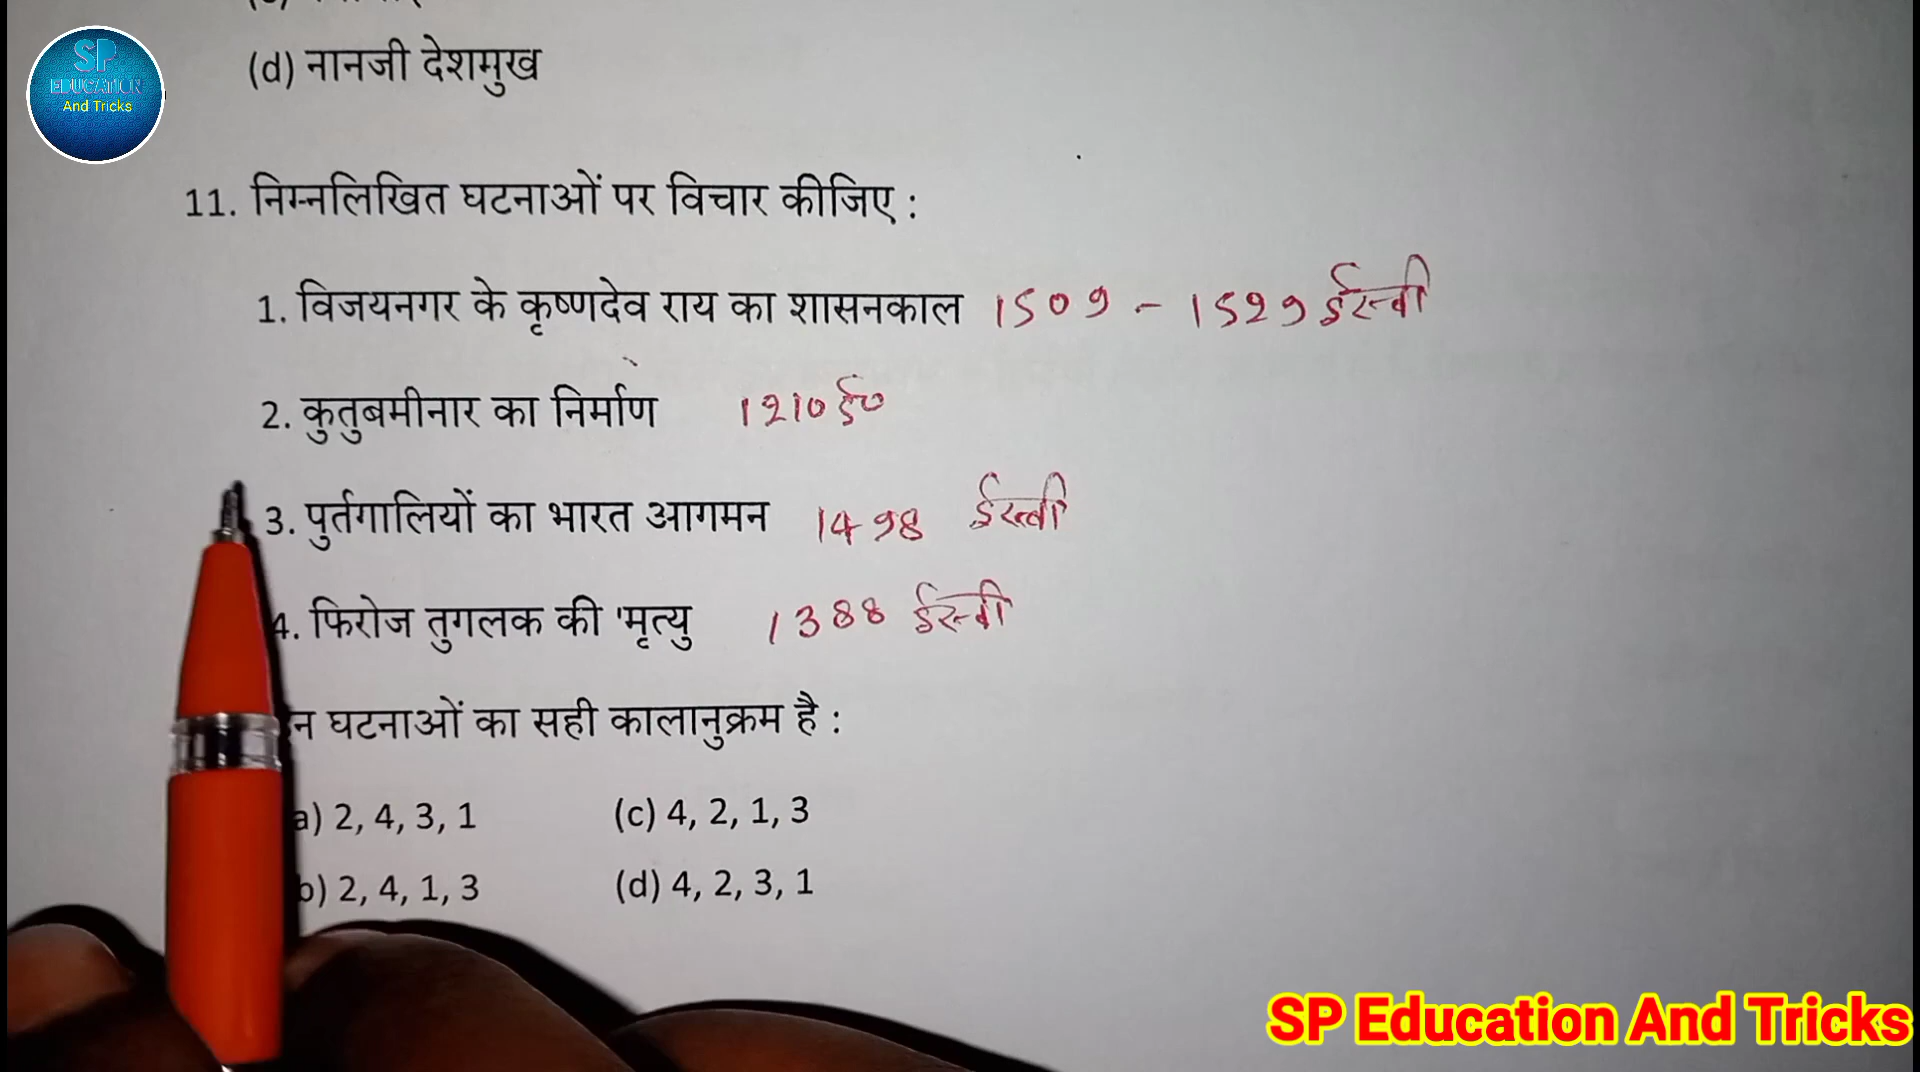 SP
EDUCATION
And Tricks
(d) नानजी देशमुख
11. निम्नलिखित घटनाओं पर विचार कीजिए :
1. विजयनगर के कृष्णदेव राय का शासनकाल 1509 - 1529 ईस्वी
2. कुतुबमीनार का निर्माण 1210 ई०
3. पुर्तगालियों का भारत आगमन 1498 ईस्वी
4. फिरोज तुगलक की 'मृत्यु 1388 ईस्वी
न घटनाओं का सही कालानुक्रम है :
a) 2, 4, 3, 1 (c) 4, 2, 1, 3
b) 2, 4, 1, 3 (d) 4, 2, 3, 1
SP Education And Tricks